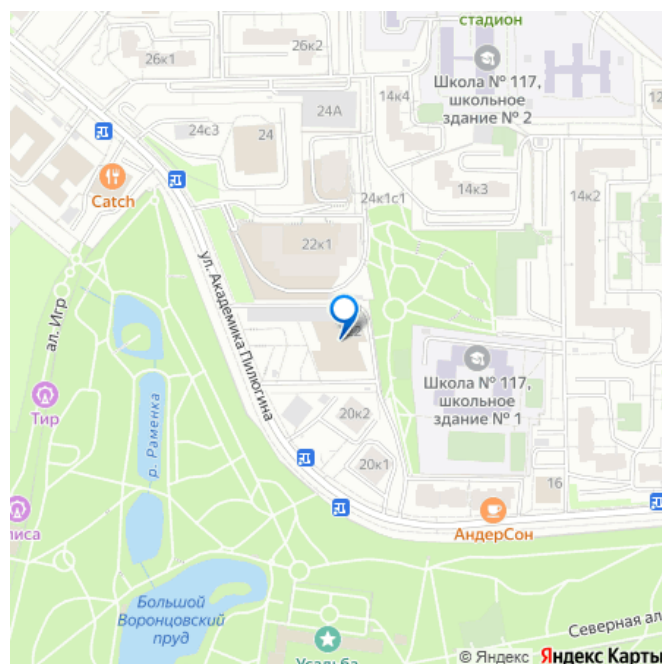 стадион
26к2
26к1
Школа № 117,
школьное
здание № 2
14к4
24А
24с3
24
12
Catch
24к1с1
14к3
14к2
22к1
ул. Академика Пилюгина
ал. Игр
Школа № 117,
школьное
здание № 1
Тир
р. Раменка
20к2
20к1
16
АндерСон
Большой
Воронцовский
пруд
Северная ал
Усадьба
© Яндекс Яндекс Карты